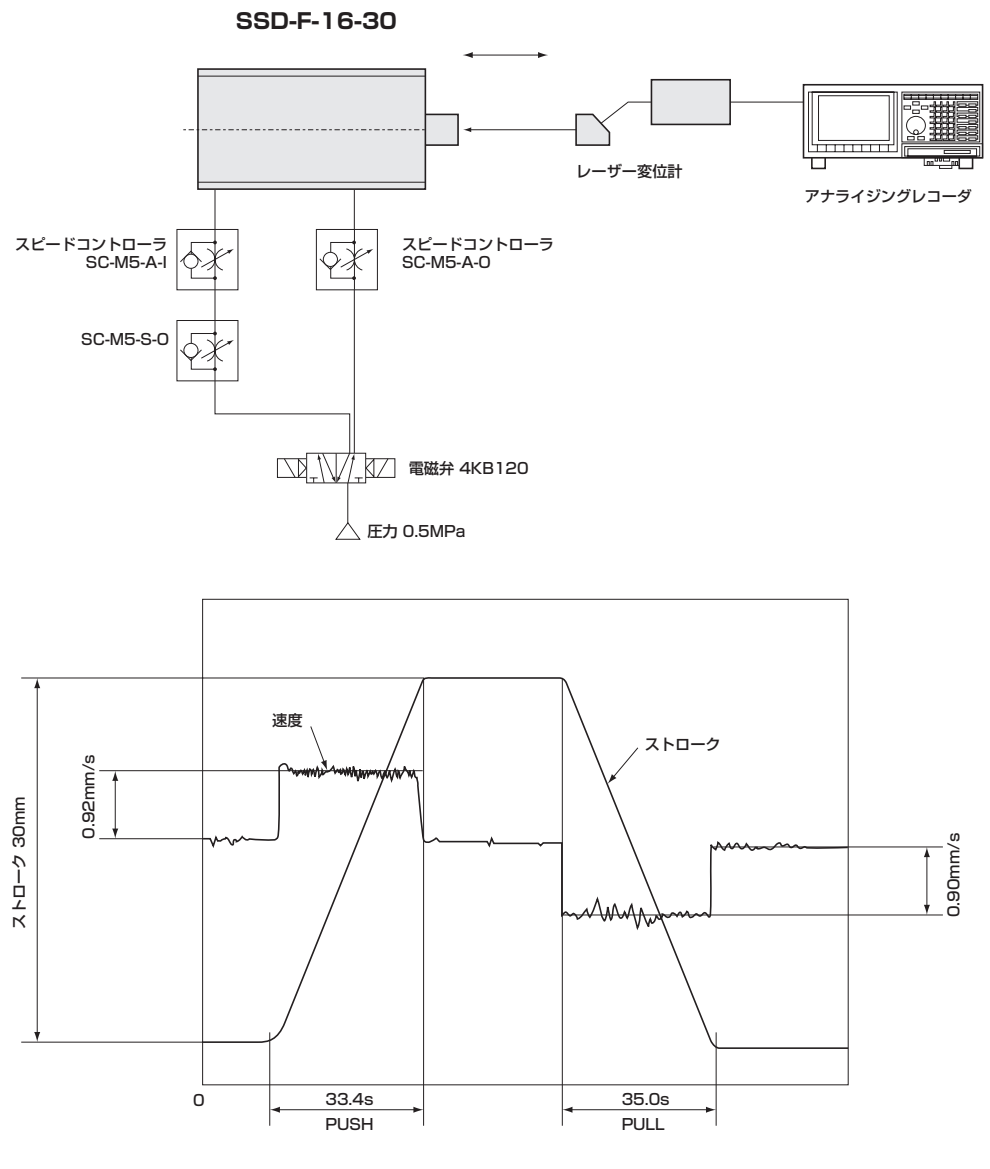 SSD-F-16-30
レーザー変位計
アナライジングレコーダ
スピードコントローラ
SC-M5-A-I
スピードコントローラ
SC-M5-A-O
SC-M5-S-O
電磁弁 4KB120
圧力 0.5MPa
速度
ストローク
0.92mm/s
ストローク 30mm
0.90mm/s
0
33.4s
PUSH
35.0s
PULL